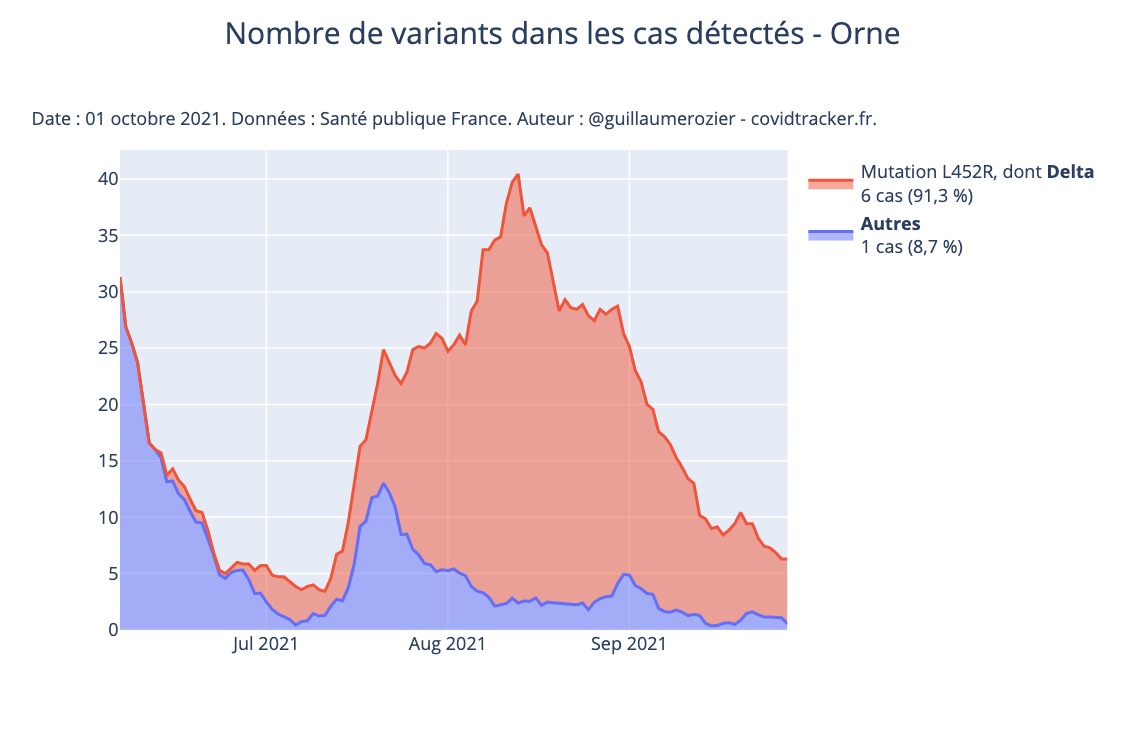 Nombre de variants dans les cas détectés - Orne
Date : 01 octobre 2021. Données : Santé publique France. Auteur : @guillaumerozier - covidtracker.fr.
40
35
30
25
20
15
10
5
0
Jul 2021
Aug 2021
Sep 2021
Mutation L452R, dont Delta
6 cas (91,3 %)
Autres
1 cas (8,7 %)